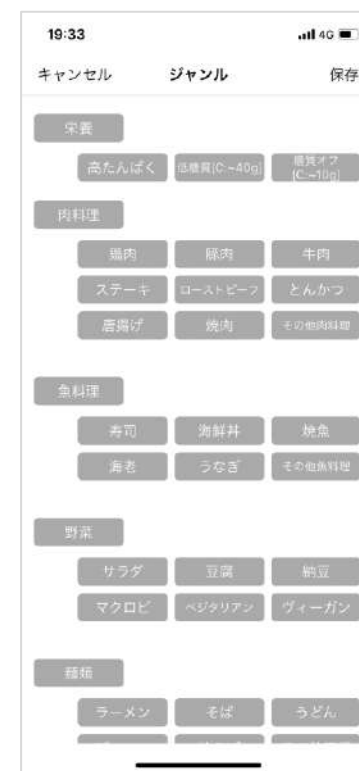 19:33 4G
キャンセル ジャンル 保存
栄養
高たんぱく 低糖質[C:~40g] 糖質オフ
[C:~10g]
肉料理
鶏肉 豚肉 牛肉
ステーキ ローストビーフ とんかつ
唐揚げ 焼肉 その他肉料理
魚料理
寿司 海鮮丼 焼魚
海老 うなぎ その他魚料理
野菜
サラダ 豆腐 納豆
マクロビ ベジタリアン ヴィーガン
麺類
ラーメン そば うどん